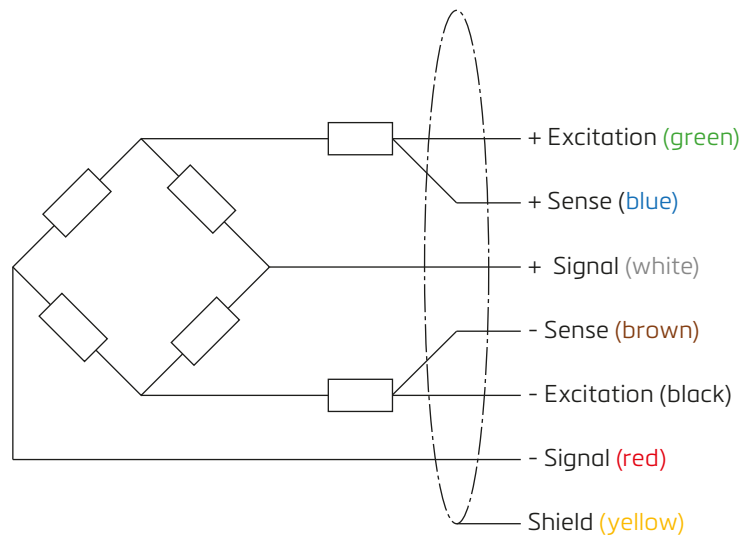 + Excitation (green)
+ Sense (blue)
+ Signal (white)
- Sense (brown)
- Excitation (black)
- Signal (red)
Shield (yellow)